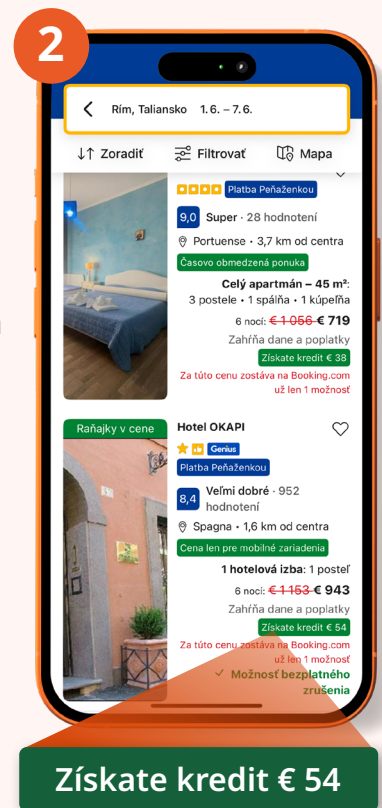 2
Rím, Taliansko 1. 6. – 7. 6.
Zoradiť Filtrovať Mapa
Platba Peňaženkou
9,0 Super · 28 hodnotení
Portuense • 3,7 km od centra
Časovo obmedzená ponuka
Celý apartmán – 45 m²:
3 postele • 1 spálňa • 1 kúpeľňa
6 nocí: € 1 056 € 719
Zahŕňa dane a poplatky
Získate kredit € 38
Za túto cenu zostáva na Booking.com
už len 1 možnosť
Raňajky v cene
Hotel OKAPI
Genius
Platba Peňaženkou
8,4 Veľmi dobré · 952
hodnotení
Spagna • 1,6 km od centra
Cena len pre mobilné zariadenia
1 hotelová izba: 1 posteľ
6 nocí: € 1 153 € 943
Zahŕňa dane a poplatky
Získate kredit € 54
Za túto cenu zostáva na Booking.com
už len 1 možnosť
Možnosť bezplatného
zrušenia
Získate kredit € 54